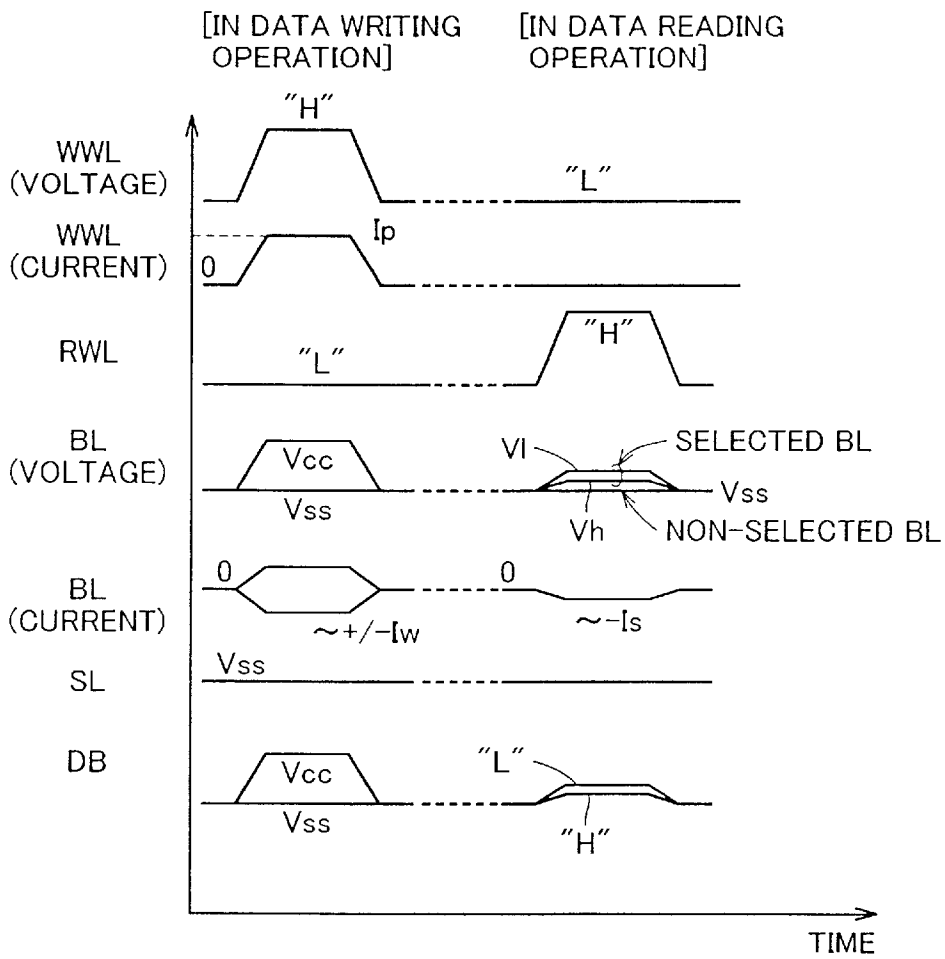 [IN DATA WRITING OPERATION]
[IN DATA READING OPERATION]
"H"
WWL
(VOLTAGE)
"L"
WWL
(CURRENT)
Ip
0
"H"
RWL
"L"
BL
(VOLTAGE)
Vcc
Vss
Vl
SELECTED BL
Vss
Vh
NON-SELECTED BL
0
0
BL
(CURRENT)
~+/-Iw
~-Is
Vss
SL
DB
Vcc
Vss
"L"
"H"
TIME